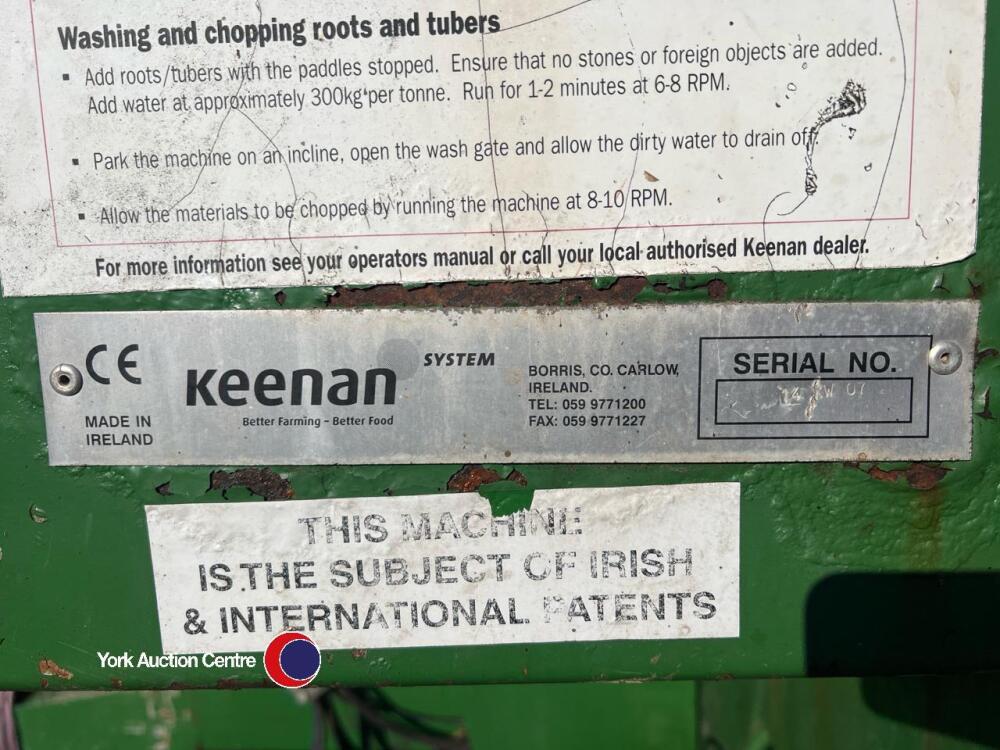 Washing and chopping roots and tubers
▪ Add roots/tubers with the paddles stopped. Ensure that no stones or foreign objects are added.
Add water at approximately 300kg per tonne. Run for 1-2 minutes at 6-8 RPM.
▪ Park the machine on an incline, open the wash gate and allow the dirty water to drain off.
▪ Allow the materials to be chopped by running the machine at 8-10 RPM.
For more information see your operators manual or call your local authorised Keenan dealer.
CE
MADE IN
IRELAND
Keenan SYSTEM
Better Farming – Better Food
BORRIS, CO. CARLOW,
IRELAND.
TEL: 059 9771200
FAX: 059 9771227
SERIAL NO.
THIS MACHINE
IS THE SUBJECT OF IRISH
& INTERNATIONAL PATENTS
York Auction Centre